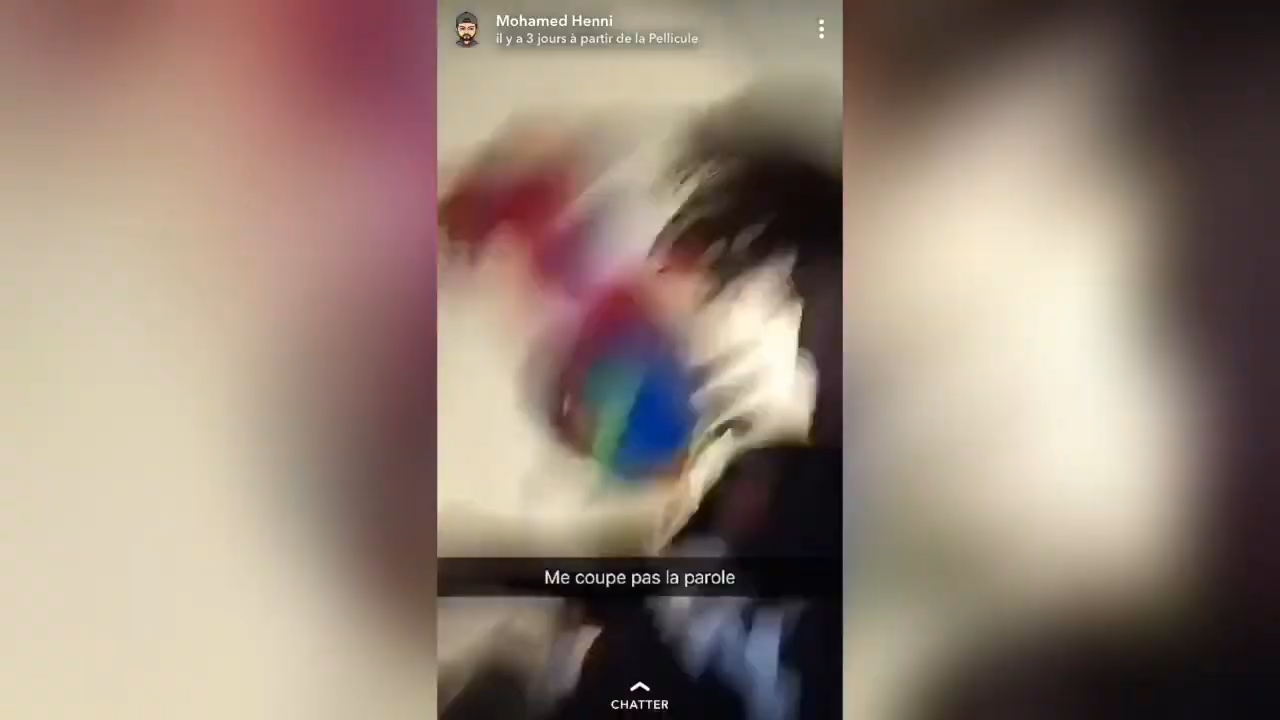 Mohamed Henni
il y a 3 jours à partir de la Pellicule
Me coupe pas la parole
CHATTER